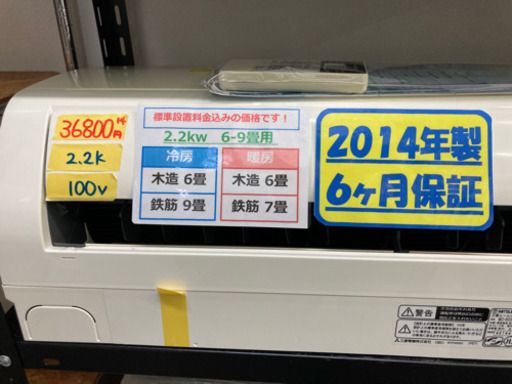 36800円
2.2K
100v
標準設置料金込みの価格です！
2.2kw 6-9畳用
冷房 暖房
木造 6畳 木造 6畳
鉄筋 9畳 鉄筋 7畳
2014年製
6ヶ月保証
警告